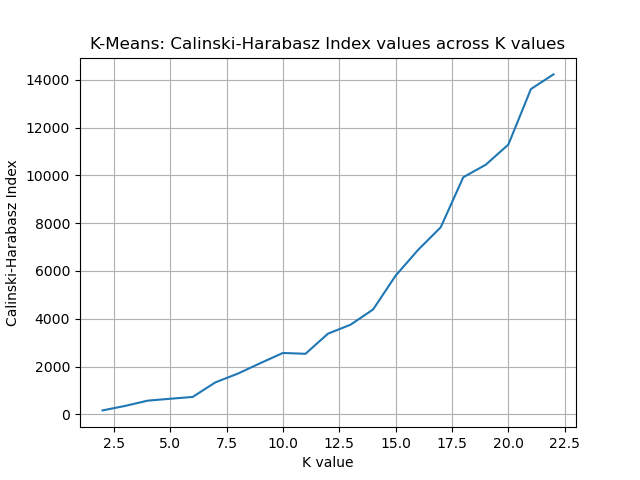 K-Means: Calinski-Harabasz Index values across K values
14000
12000
10000
8000
6000
4000
2000
0
Calinski-Harabasz Index
2.5 5.0 7.5 10.0 12.5 15.0 17.5 20.0 22.5
K value